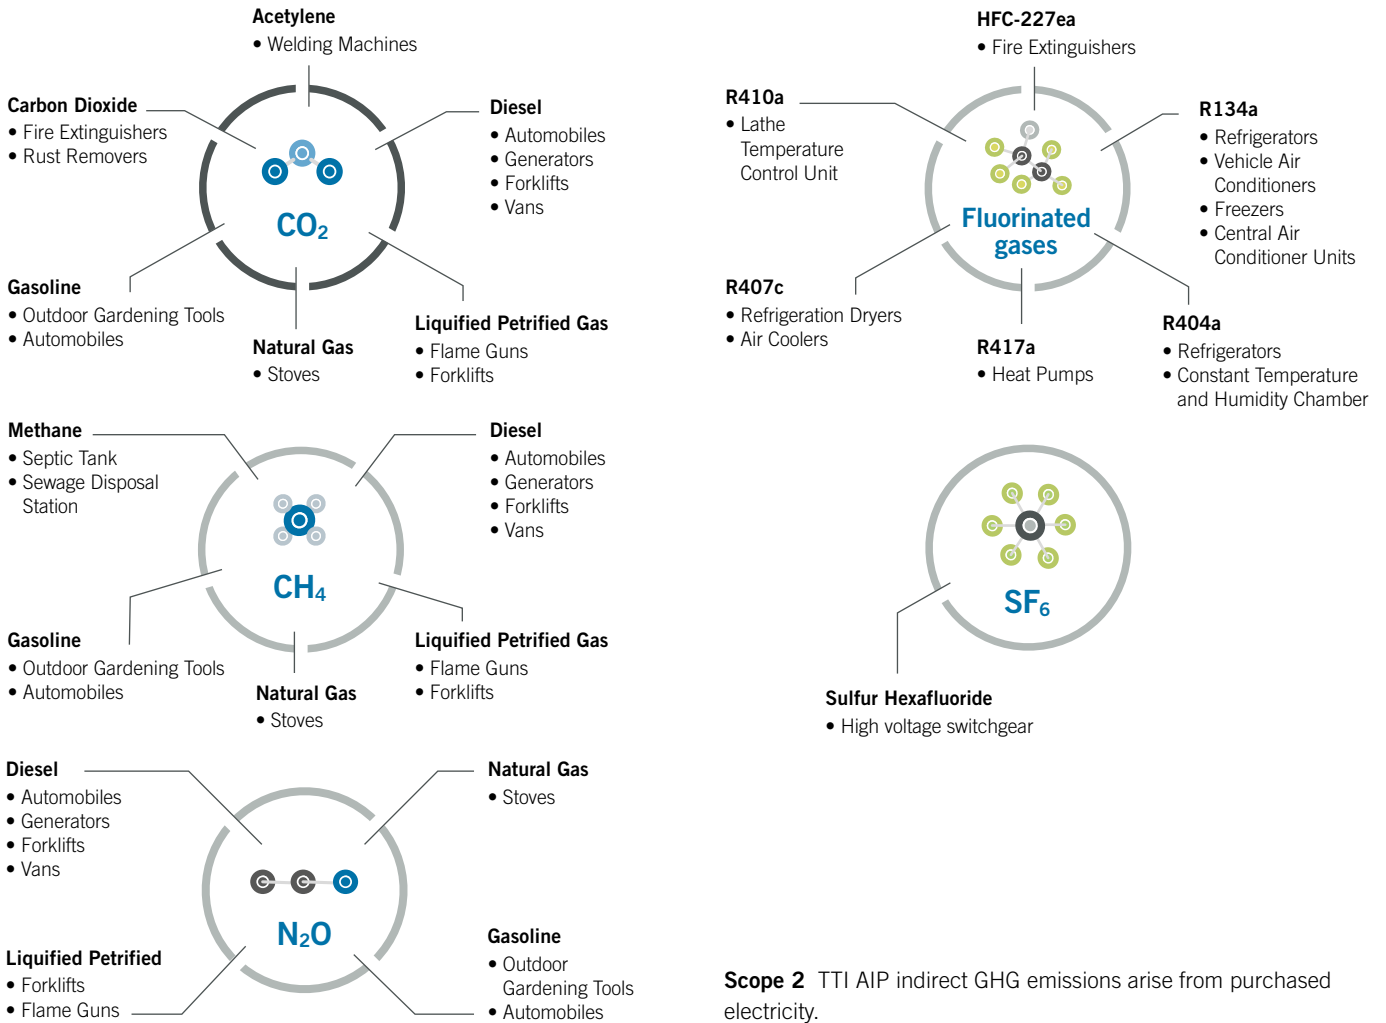 Acetylene
• Welding Machines
Carbon Dioxide
• Fire Extinguishers
• Rust Removers
Diesel
• Automobiles
• Generators
• Forklifts
• Vans
CO₂
Gasoline
• Outdoor Gardening Tools
• Automobiles
Natural Gas
• Stoves
Liquified Petrified Gas
• Flame Guns
• Forklifts
Methane
• Septic Tank
• Sewage Disposal
Station
Diesel
• Automobiles
• Generators
• Forklifts
• Vans
CH₄
Gasoline
• Outdoor Gardening Tools
• Automobiles
Natural Gas
• Stoves
Liquified Petrified Gas
• Flame Guns
• Forklifts
Diesel
• Automobiles
• Generators
• Forklifts
• Vans
Natural Gas
• Stoves
N₂O
Liquified Petrified
• Forklifts
• Flame Guns
Gasoline
• Outdoor
Gardening Tools
• Automobiles
HFC-227ea
• Fire Extinguishers
R410a
• Lathe
Temperature
Control Unit
R134a
• Refrigerators
• Vehicle Air
Conditioners
• Freezers
• Central Air
Conditioner Units
Fluorinated
gases
R407c
• Refrigeration Dryers
• Air Coolers
R417a
• Heat Pumps
R404a
• Refrigerators
• Constant Temperature
and Humidity Chamber
SF₆
Sulfur Hexafluoride
• High voltage switchgear
Scope 2 TTI AIP indirect GHG emissions arise from purchased
electricity.